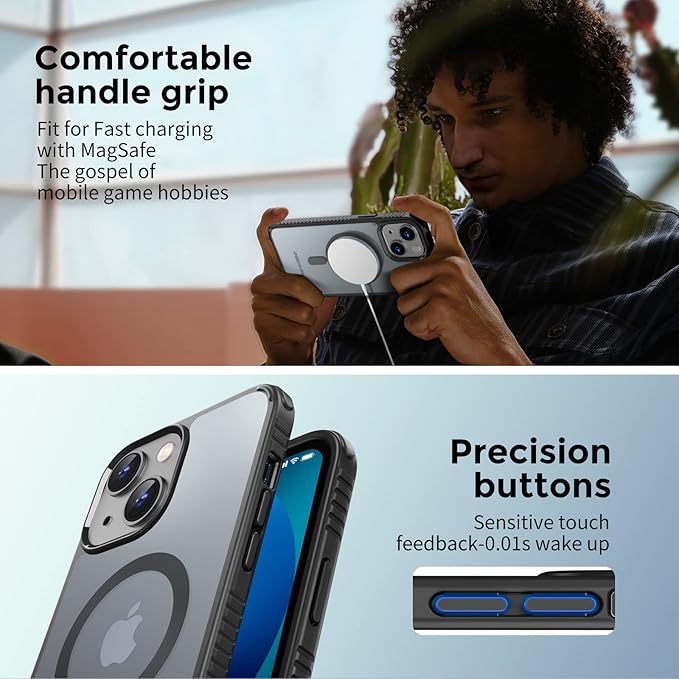 Comfortable
handle grip
Fit for Fast charging
with MagSafe
The gospel of
mobile game hobbies
Precision
buttons
Sensitive touch
feedback-0.01s wake up